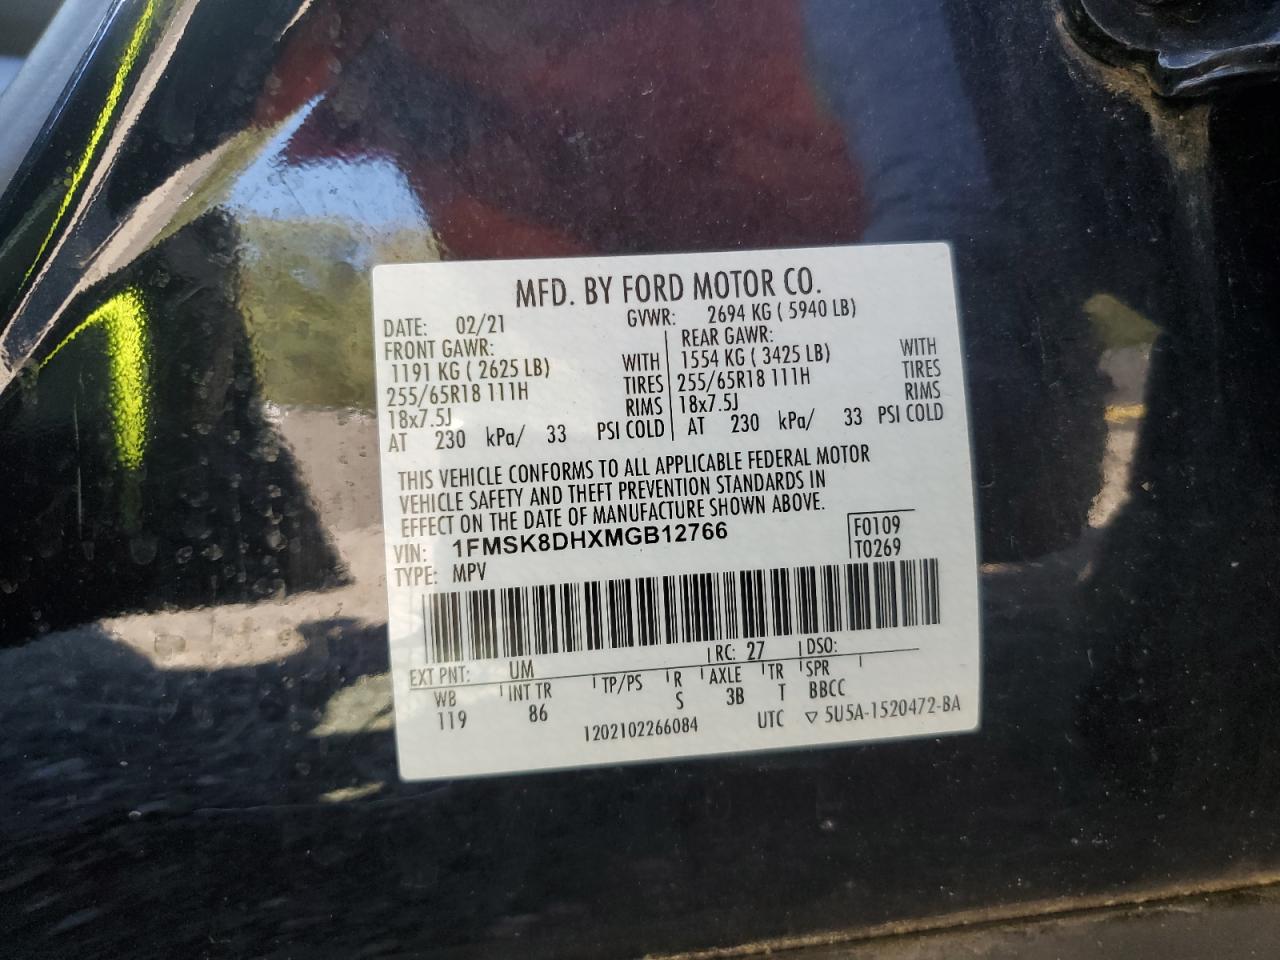 MFD. BY FORD MOTOR CO.
DATE: 02/21 GVWR: 2694 KG ( 5940 LB)
FRONT GAWR: REAR GAWR:
1191 KG ( 2625 LB) WITH 1554 KG ( 3425 LB) WITH
255/65R18 111H TIRES 255/65R18 111H TIRES
18x7.5J RIMS 18x7.5J RIMS
AT 230 kPa/ 33 PSI COLD AT 230 kPa/ 33 PSI COLD
THIS VEHICLE CONFORMS TO ALL APPLICABLE FEDERAL MOTOR
VEHICLE SAFETY AND THEFT PREVENTION STANDARDS IN
EFFECT ON THE DATE OF MANUFACTURE SHOWN ABOVE.
VIN: 1FMSK8DHXMGB12766 F0109
TYPE: MPV T0269
EXT PNT: UM RC: 27 DSO:
WB INT TR TP/PS R AXLE TR SPR
119 86 S 3B T BBCC
1202102266084 UTC ▽ 5U5A-1520472-BA